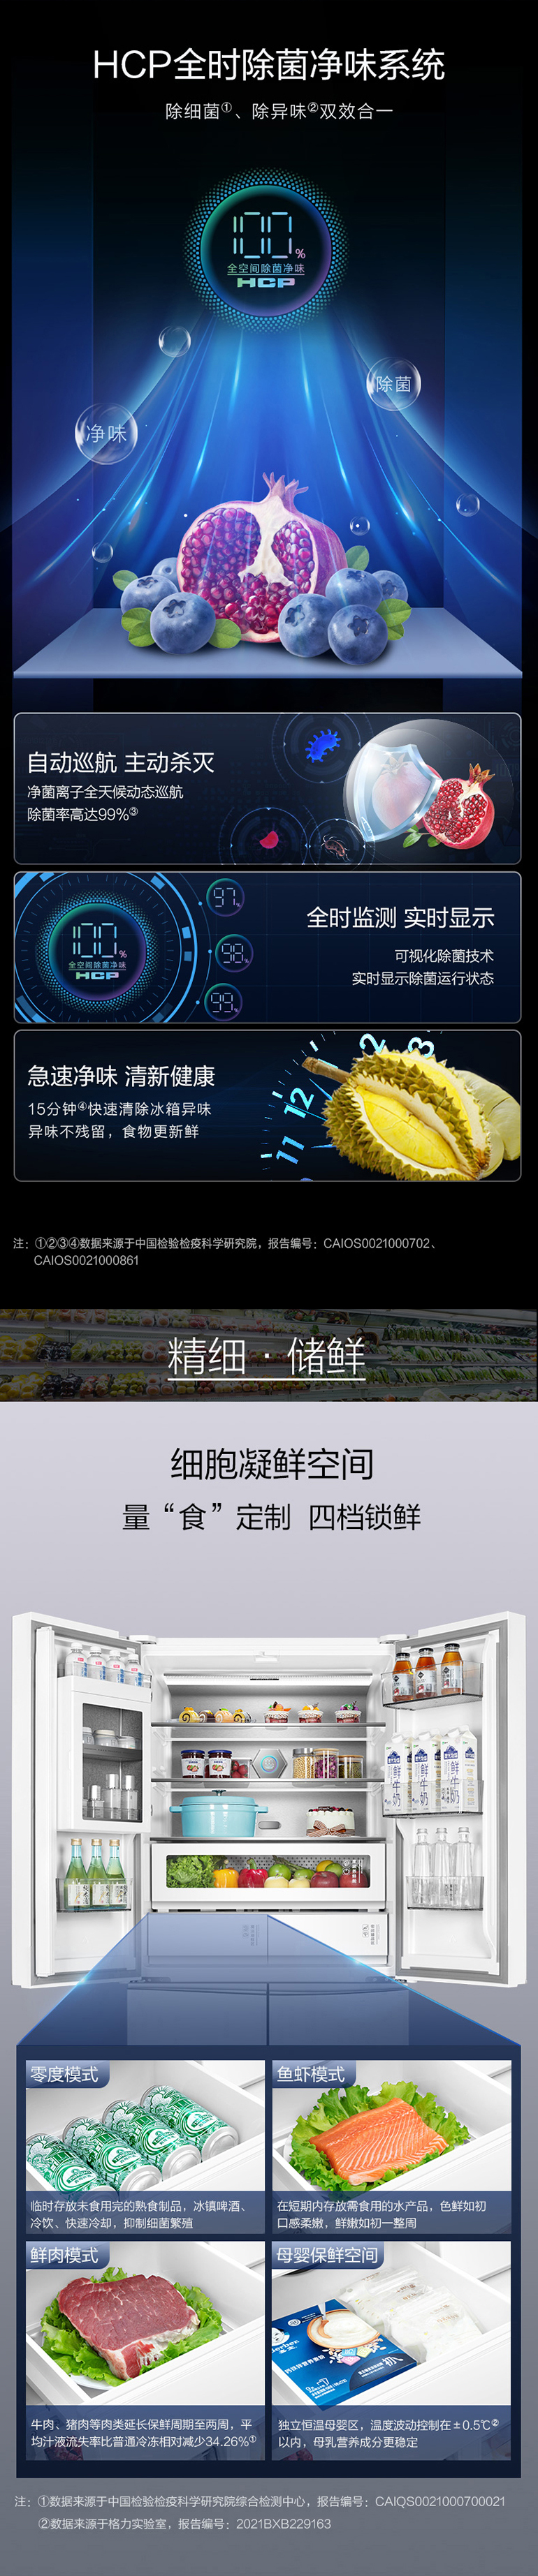 HCP全时除菌净味系统
除细菌①、除异味②双效合一
100%
全空间除菌净味
HCP
除菌
净味
自动巡航 主动杀灭
净菌离子全天候动态巡航
除菌率高达99%③
97%
100%
全空间除菌净味
HCP
98%
99%
全时监测 实时显示
可视化除菌技术
实时显示除菌运行状态
急速净味 清新健康
15分钟④快速清除冰箱异味
异味不残留，食物更新鲜
11
12
2
3
注：①②③④数据来源于中国检验检疫科学研究院，报告编号：CAIOS0021000702、
CAIOS0021000861
精细·储鲜
细胞凝鲜空间
量“食”定制 四档锁鲜
鲜牛奶
鲜牛奶
零度模式
临时存放未食用完的熟食制品，冰镇啤酒、
冷饮、快速冷却，抑制细菌繁殖
鱼虾模式
在短期内存放需食用的水产品，色鲜如初
口感柔嫩，鲜嫩如初一整周
鲜肉模式
牛肉、猪肉等肉类延长保鲜周期至两周，平
均汁液流失率比普通冷冻相对减少34.26%①
母婴保鲜空间
独立恒温母婴区，温度波动控制在±0.5℃②
以内，母乳营养成分更稳定
注：①数据来源于中国检验检疫科学研究院综合检测中心，报告编号：CAIQS0021000700021
②数据来源于格力实验室，报告编号：2021BXB229163